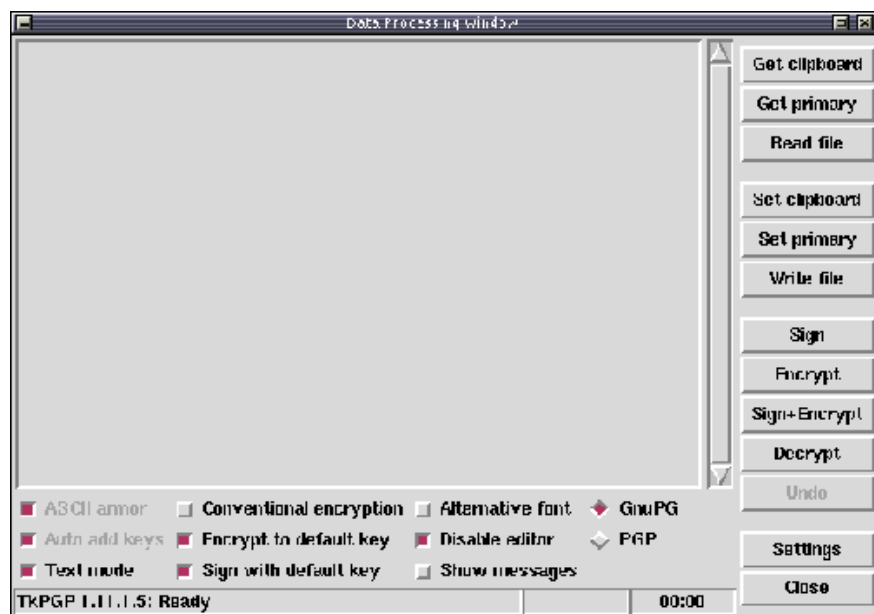 Data Processing window
Get clipboard
Get primary
Read file
Set clipboard
Set primary
Write file
Sign
Encrypt
Sign+Encrypt
Decrypt
Undo
Settings
Close
ASCII armor
Conventional encryption
Alternative font
GnuPG
Auto add keys
Encrypt to default key
Disable editor
PGP
Text mode
Sign with default key
Show messages
TkPGP 1.11.1.5: Ready
00:00